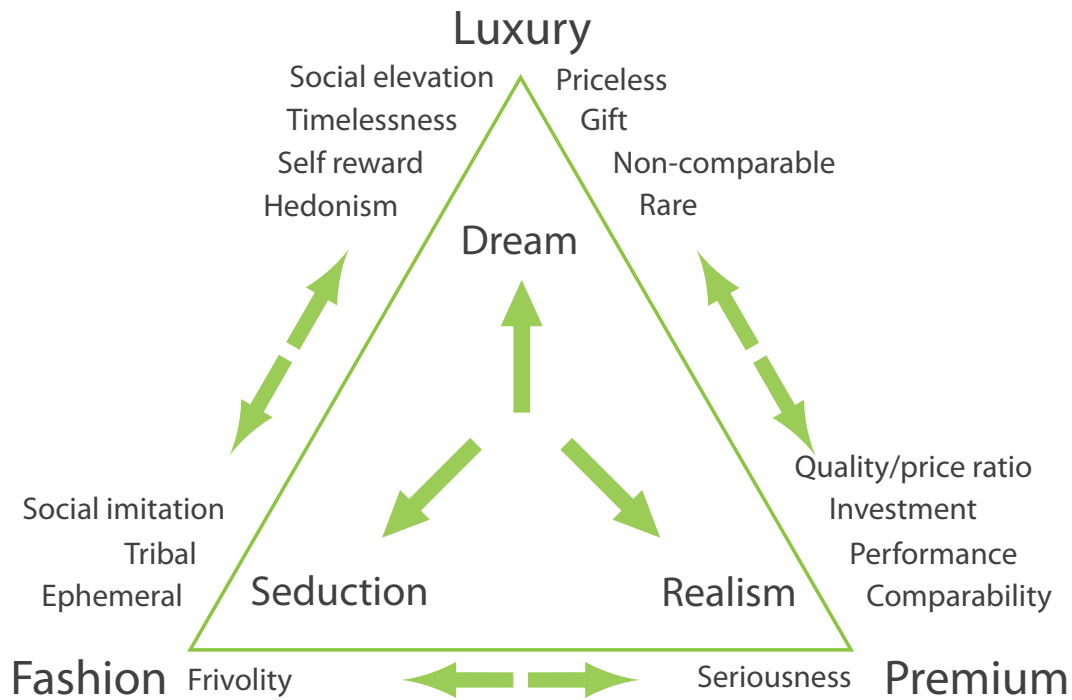 Luxury
Social elevation
Priceless
Timelessness
Gift
Self reward
Non-comparable
Hedonism
Rare
Dream
Quality/price ratio
Social imitation
Investment
Tribal
Performance
Ephemeral
Seduction
Realism
Comparability
Fashion
Frivolity
Seriousness
Premium